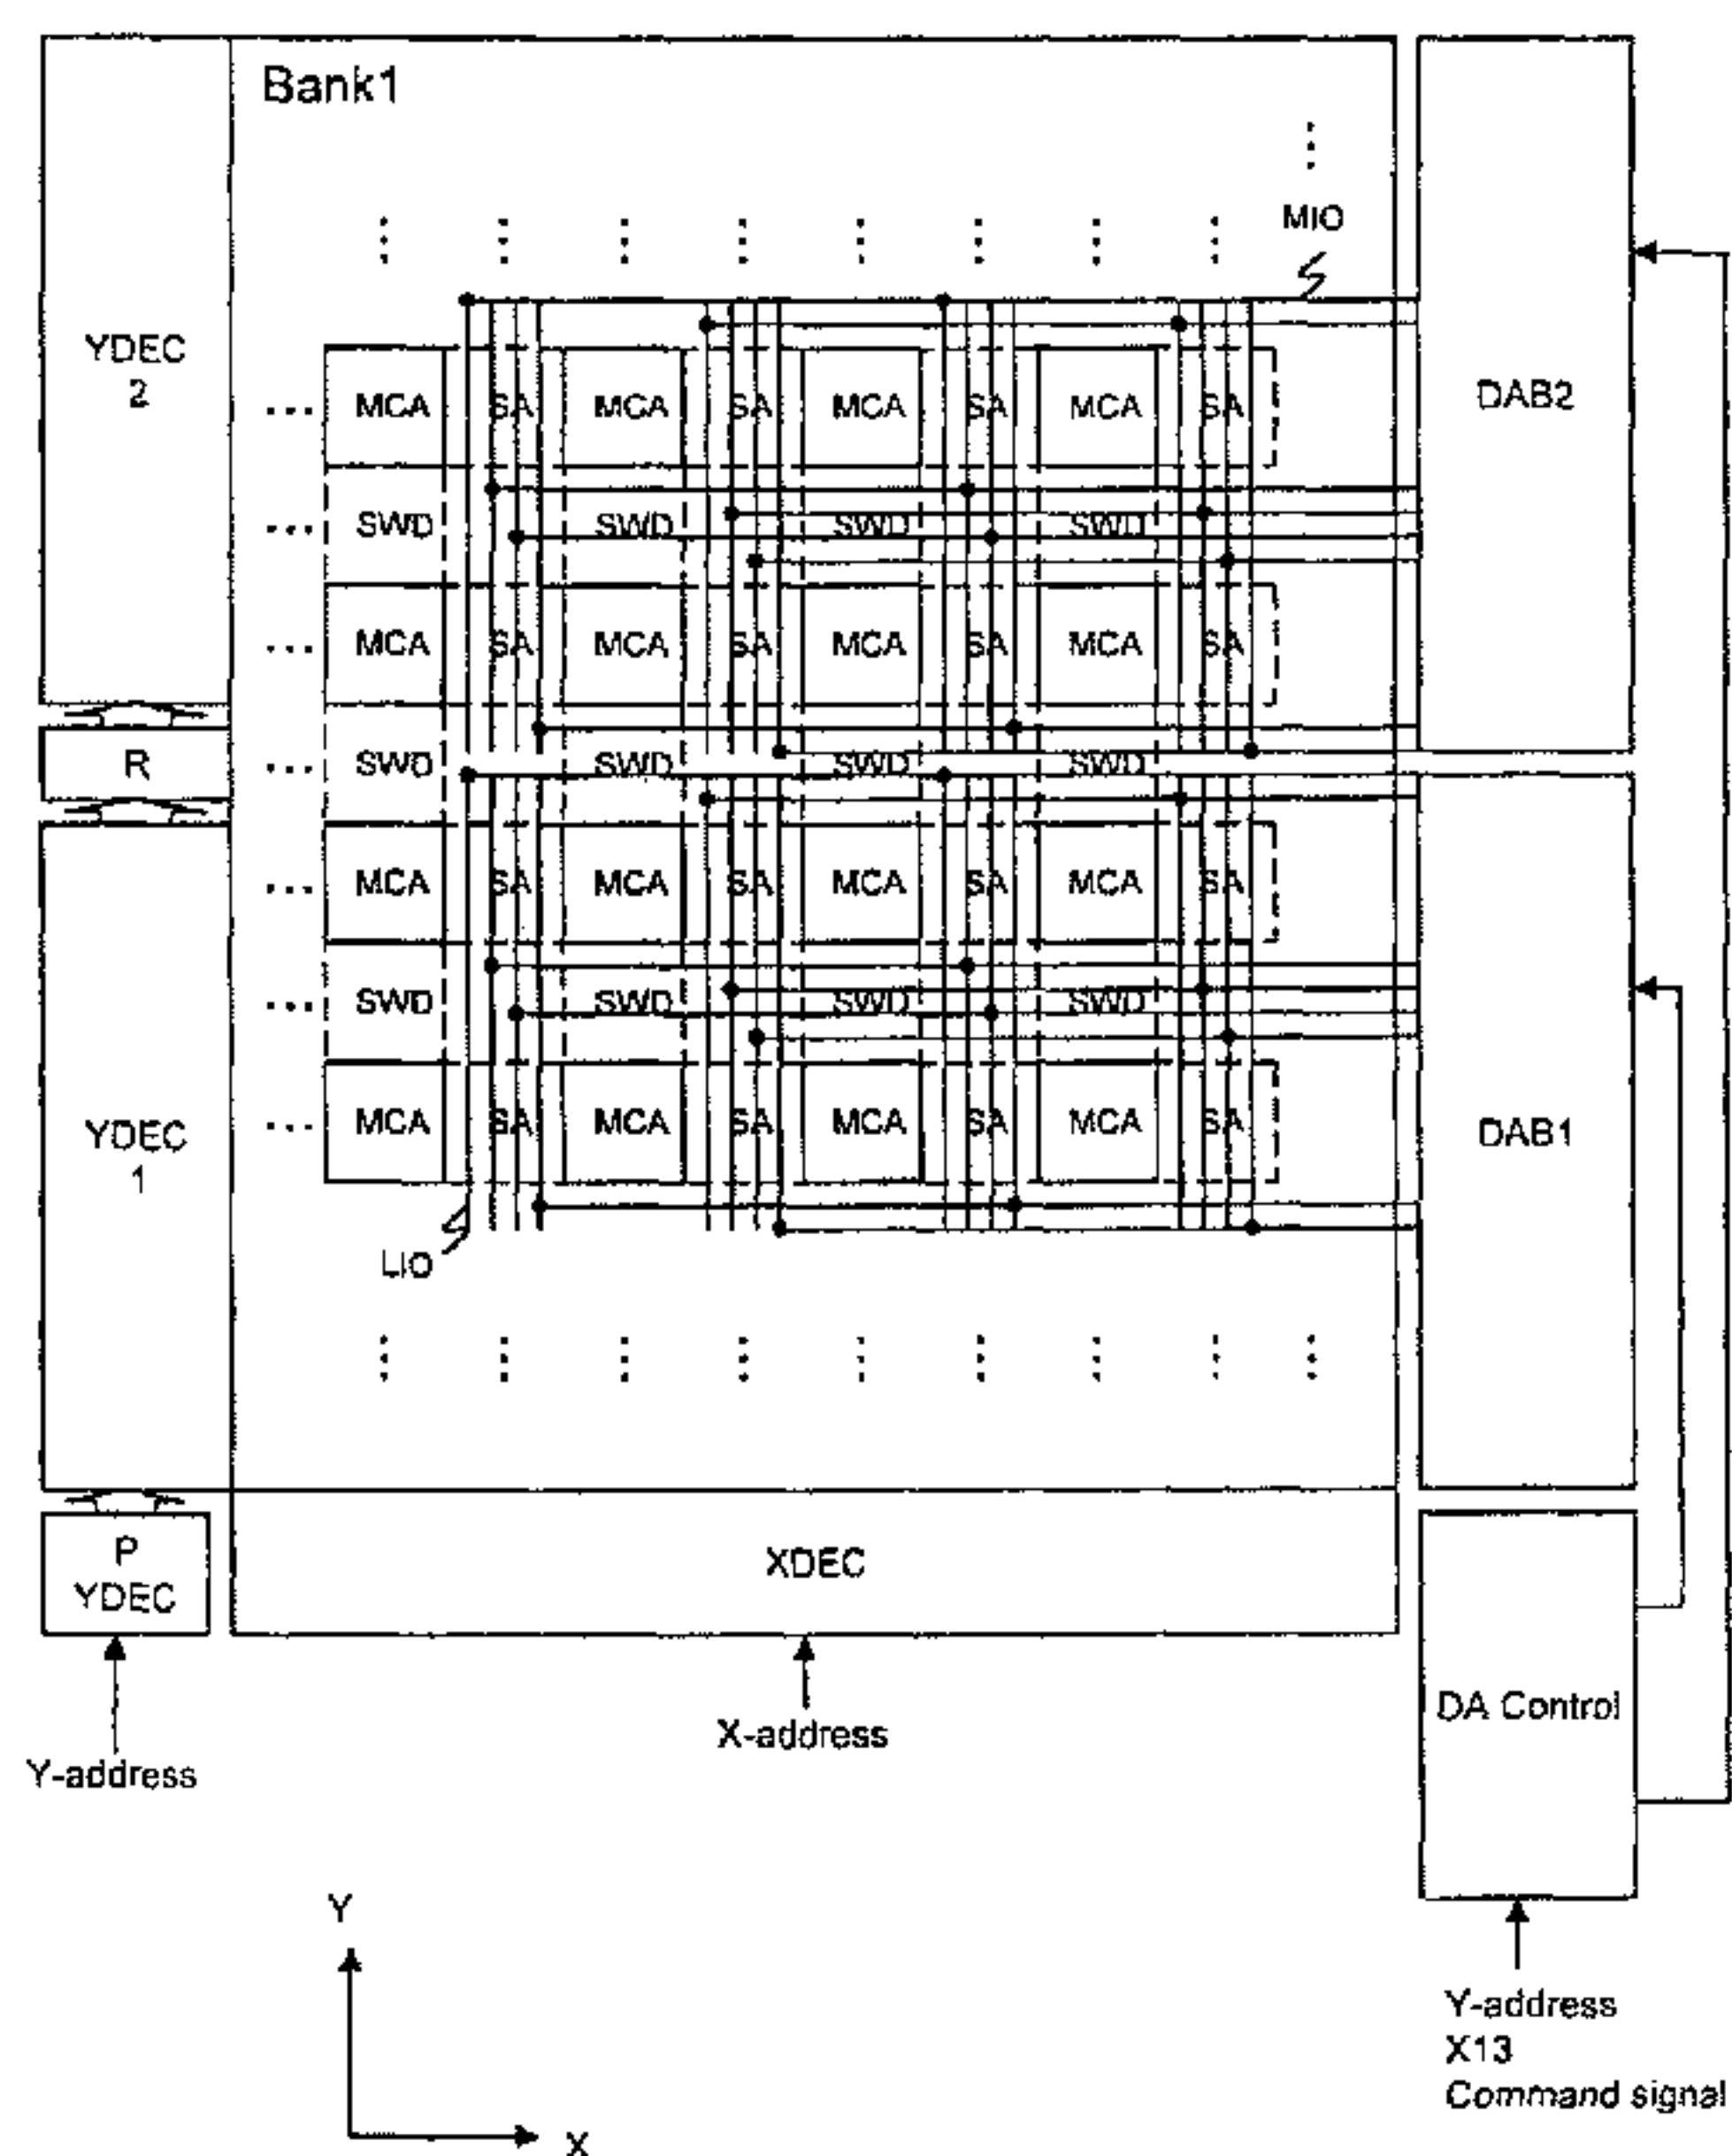 Bank1
MIO
YDEC
2
DAB2
... MCA SA MCA SA MCA SA MCA SA
... SWD SWD SWD SWD
... MCA SA MCA SA MCA SA MCA SA
R
... SWD SWD SWD SWD
... MCA SA MCA SA MCA SA MCA SA
... SWD SWD SWD SWD
YDEC
1
... MCA SA MCA SA MCA SA MCA SA
DAB1
LIO
P
YDEC
XDEC
DA Control
Y-address
X-address
Y
X
Y-address
X13
Command signal